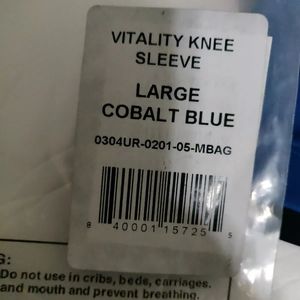 VITALITY KNEE
SLEEVE
LARGE
COBALT BLUE
0304UR-0201-05-MBAG
8 40001 15725 5
G:
Do not use in cribs, beds, carriages,
and mouth and prevent breathing.